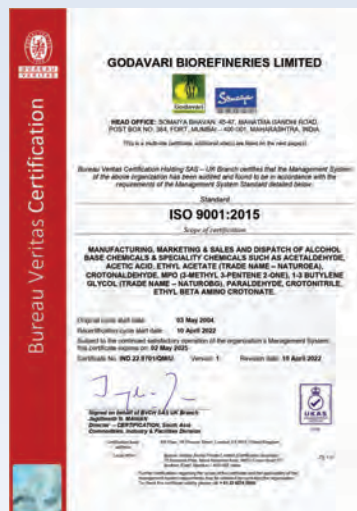 BUREAU
VERITAS
Bureau Veritas Certification
GODAVARI BIOREFINERIES LIMITED
Godavari
Somaiya
HEAD OFFICE: SOMAIYA BHAVAN, 45-47, MAHATMA GANDHI ROAD,
POST BOX NO. 384, FORT, MUMBAI – 400 001, MAHARASHTRA, INDIA.
This is a multi-site certificate, additional site(s) are listed on the next page(s)
Bureau Veritas Certification Holding SAS – UK Branch certifies that the Management System
of the above organization has been audited and found to be in accordance with the
requirements of the Management System Standard detailed below.
Standard
ISO 9001:2015
Scope of certification
MANUFACTURING, MARKETING & SALES AND DISPATCH OF ALCOHOL
BASE CHEMICALS & SPECIALITY CHEMICALS SUCH AS ACETALDEHYDE,
ACETIC ACID, ETHYL ACETATE (TRADE NAME – NATUROEA),
CROTONALDEHYDE, MPO (3-METHYL 3-PENTENE 2-ONE), 1-3 BUTYLENE
GLYCOL (TRADE NAME – NATUROBG), PARALDEHYDE, CROTONITRILE,
ETHYL BETA AMINO CROTONATE.
Original cycle start date: 03 May 2004
Recertification cycle start date: 10 April 2022
Subject to the continued satisfactory operation of the organization's Management System,
this certificate expires on: 02 May 2025
Certificate No. IND.22.9701/QM/U Version: 1 Revision date: 10 April 2022
Signed on behalf of BVCH SAS UK Branch
Director – CERTIFICATION, South Asia
Commodities, Industry & Facilities Division
UKAS